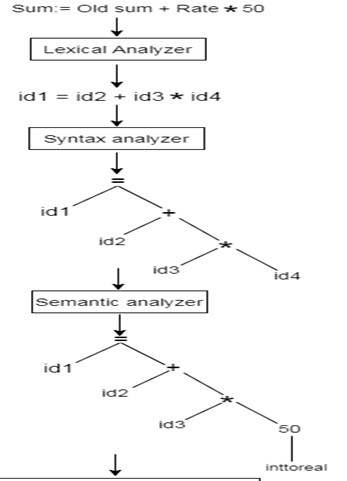 Sum:= Old sum + Rate * 50
Lexical Analyzer
id1 = id2 + id3 * id4
Syntax analyzer
=
id1 +
id2 *
id3 id4
Semantic analyzer
=
id1 +
id2 *
id3 50
inttoreal